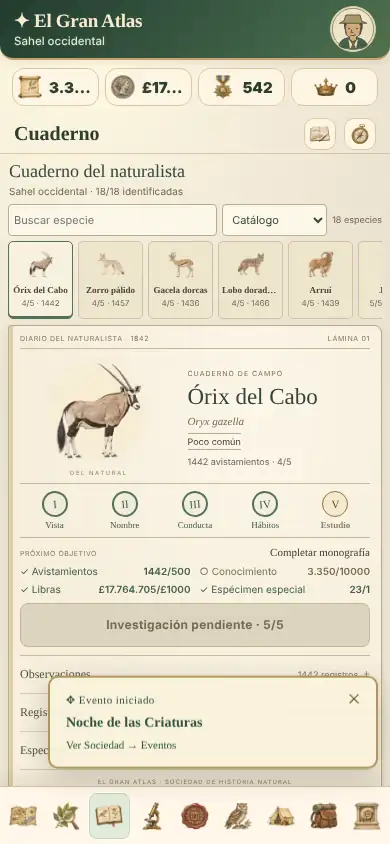 ✦ El Gran Atlas
Sahel occidental
3.3...
£17...
542
0
Cuaderno
Cuaderno del naturalista
Sahel occidental · 18/18 identificadas
Buscar especie
Catálogo
18 especies
Órix del Cabo
4/5 · 1442
Zorro pálido
4/5 · 1457
Gacela dorcas
4/5 · 1436
Lobo dorad...
4/5 · 1466
Arruí
4/5 · 1439
5/5
DIARIO DEL NATURALISTA · 1842
LÁMINA 01
CUADERNO DE CAMPO
Órix del Cabo
Oryx gazella
Poco común
1442 avistamientos · 4/5
DEL NATURAL
I
II
III
IV
V
Vista
Nombre
Conducta
Hábitos
Estudio
PRÓXIMO OBJETIVO
Completar monografía
✓ Avistamientos 1442/500
○ Conocimiento 3.350/10000
✓ Libras £17.764.705/£1000
✓ Espécimen especial 23/1
Investigación pendiente · 5/5
Observaciones
1442 registros +
Regis
Espec
✥ Evento iniciado
×
Noche de las Criaturas
Ver Sociedad → Eventos
EL GRAN ATLAS · SOCIEDAD DE HISTORIA NATURAL